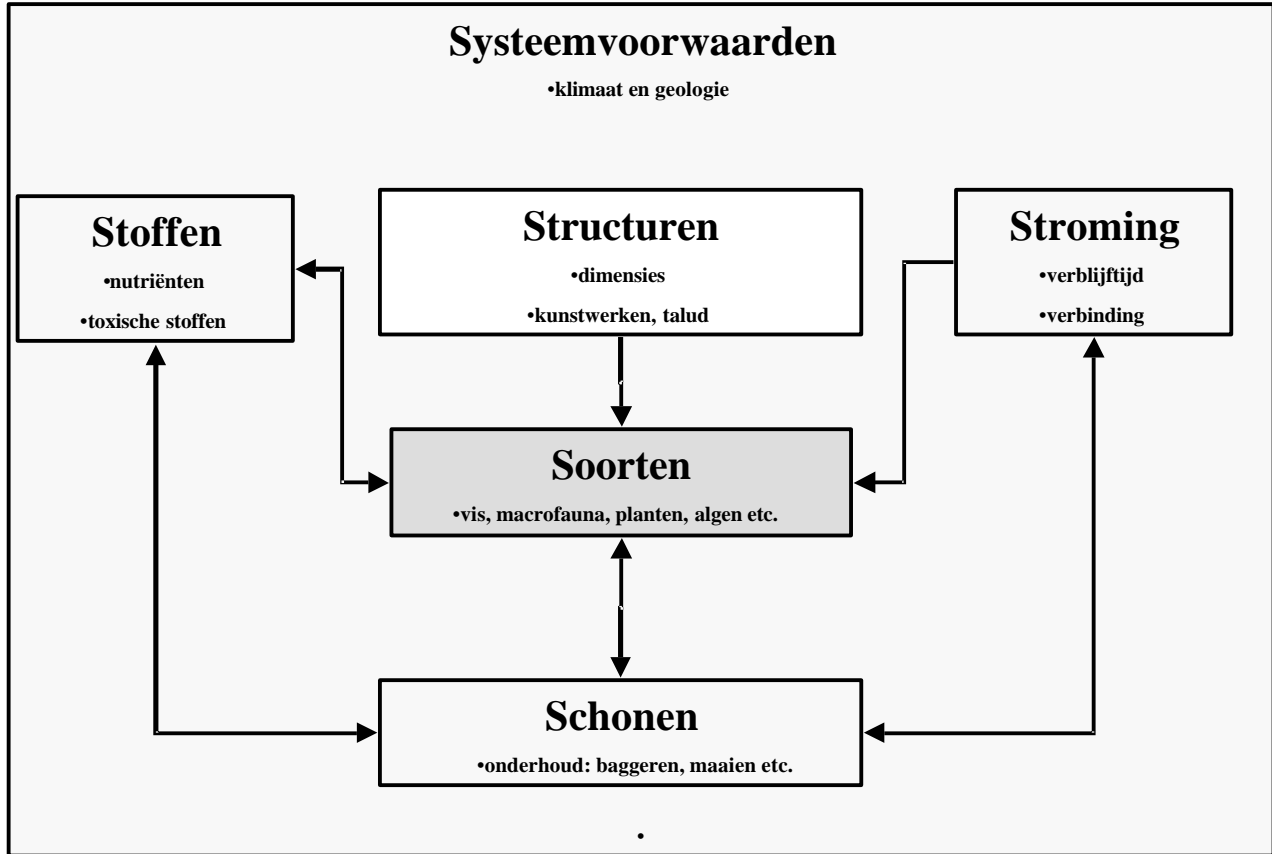 Systeemvoorwaarden
•klimaat en geologie
Stoffen
•nutriënten
•toxische stoffen
Structuren
•dimensies
•kunstwerken, talud
Stroming
•verblijftijd
•verbinding
Soorten
•vis, macrofauna, planten, algen etc.
Schonen
•onderhoud: baggeren, maaien etc.
•